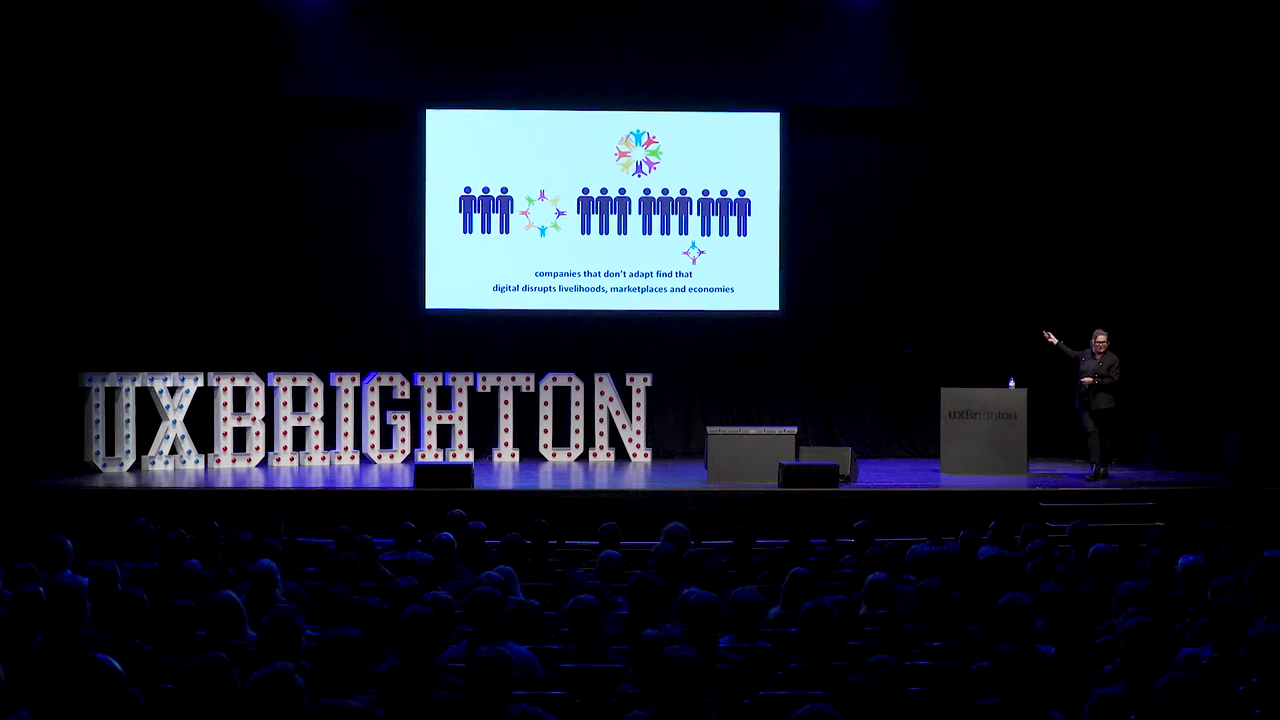 companies that don't adapt find that
digital disrupts livelihoods, marketplaces and economies
UXBRIGHTON
UXBrighton